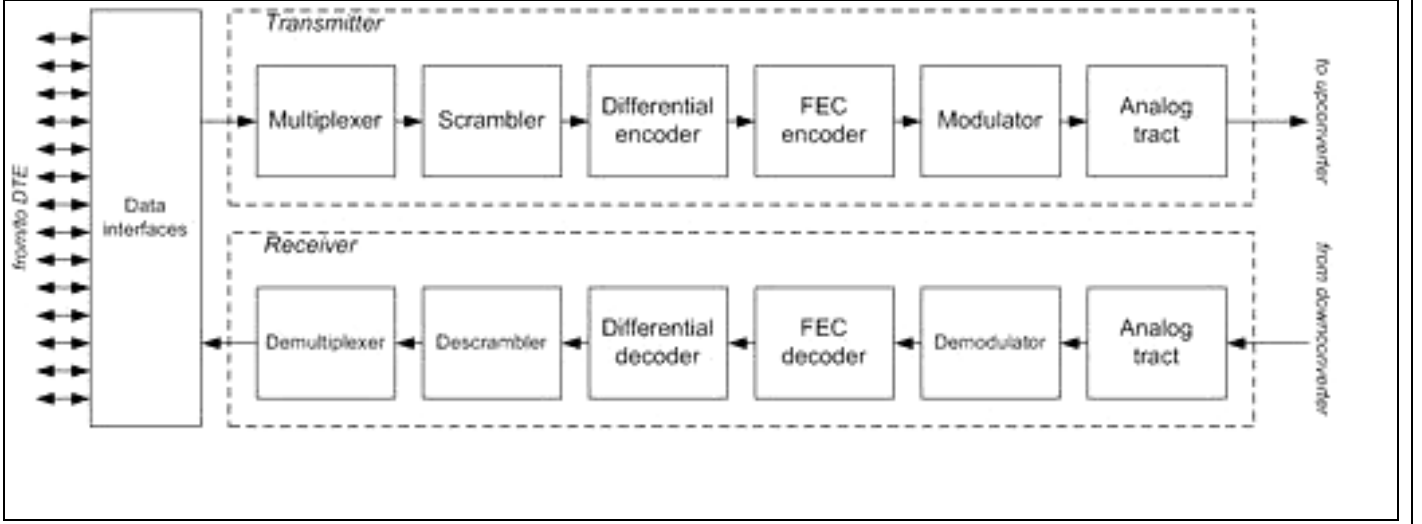 Transmitter
Multiplexer
Scrambler
Differential
encoder
FEC
encoder
Modulator
Analog
tract
to upconverter
from/to DTE
Data
interfaces
Receiver
Demultiplexer
Descrambler
Differential
decoder
FEC
decoder
Demodulator
Analog
tract
from downconverter